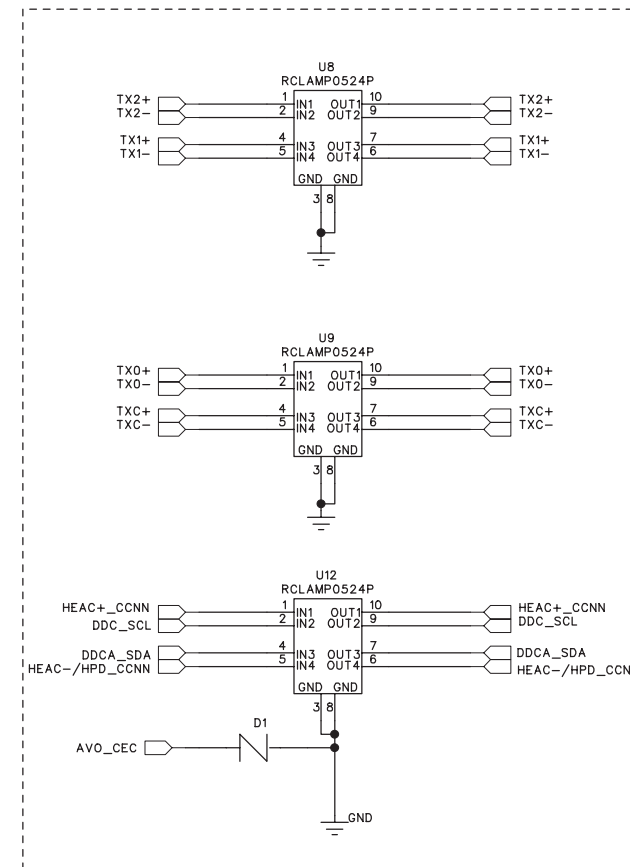 U8
RCLAMP0524P
TX2+ 1 IN1 OUT1 10 TX2+
TX2- 2 IN2 OUT2 9 TX2-
TX1+ 4 IN3 OUT3 7 TX1+
TX1- 5 IN4 OUT4 6 TX1-
GND GND
3 8
U9
RCLAMP0524P
TX0+ 1 IN1 OUT1 10 TX0+
TX0- 2 IN2 OUT2 9 TX0-
TXC+ 4 IN3 OUT3 7 TXC+
TXC- 5 IN4 OUT4 6 TXC-
GND GND
3 8
U12
RCLAMP0524P
HEAC+_CCNN 1 IN1 OUT1 10 HEAC+_CCNN
DDC_SCL 2 IN2 OUT2 9 DDC_SCL
DDCA_SDA 4 IN3 OUT3 7 DDCA_SDA
HEAC-/HPD_CCNN 5 IN4 OUT4 6 HEAC-/HPD_CCN
GND GND
3 8
D1
AVO_CEC
GND